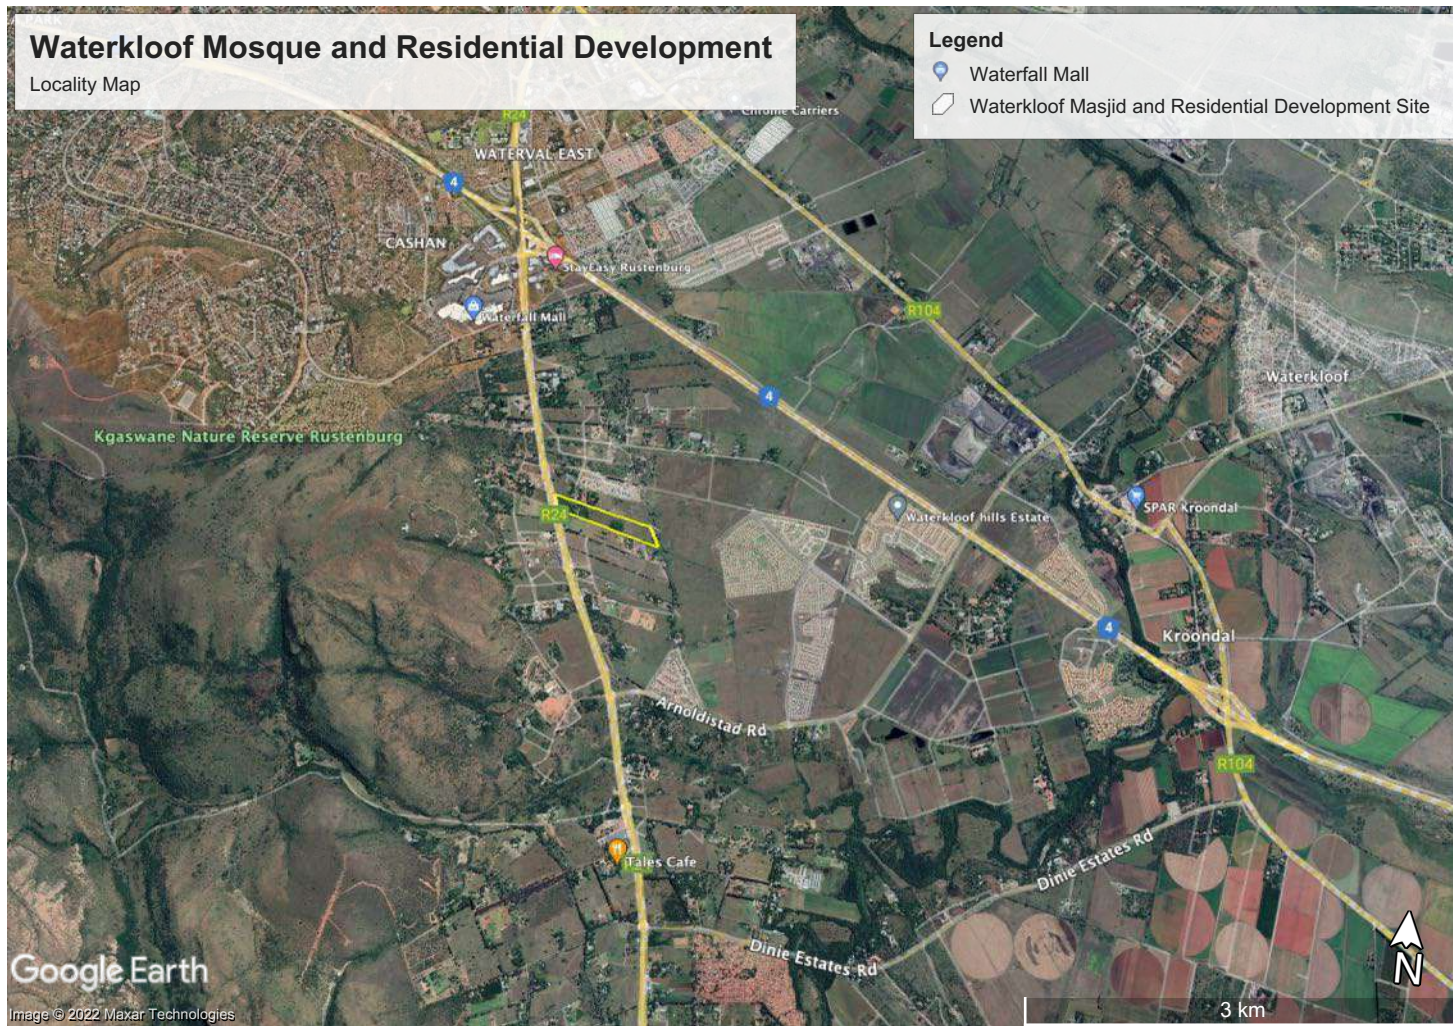 Waterkloof Mosque and Residential Development
Locality Map
Legend
Waterfall Mall
Waterkloof Masjid and Residential Development Site
PARK
R24
Chrome Carriers
WATERVAL EAST
4
CASHAN
StayEasy Rustenburg
Waterfall Mall
R104
Waterkloof
4
Kgaswane Nature Reserve Rustenburg
SPAR Kroondal
R24
Waterkloof hills Estate
4
Kroondal
Arnoldistad Rd
R104
Tales Cafe
Dinie Estates Rd
Dinie Estates Rd
N
Google Earth
Image © 2022 Maxar Technologies
3 km